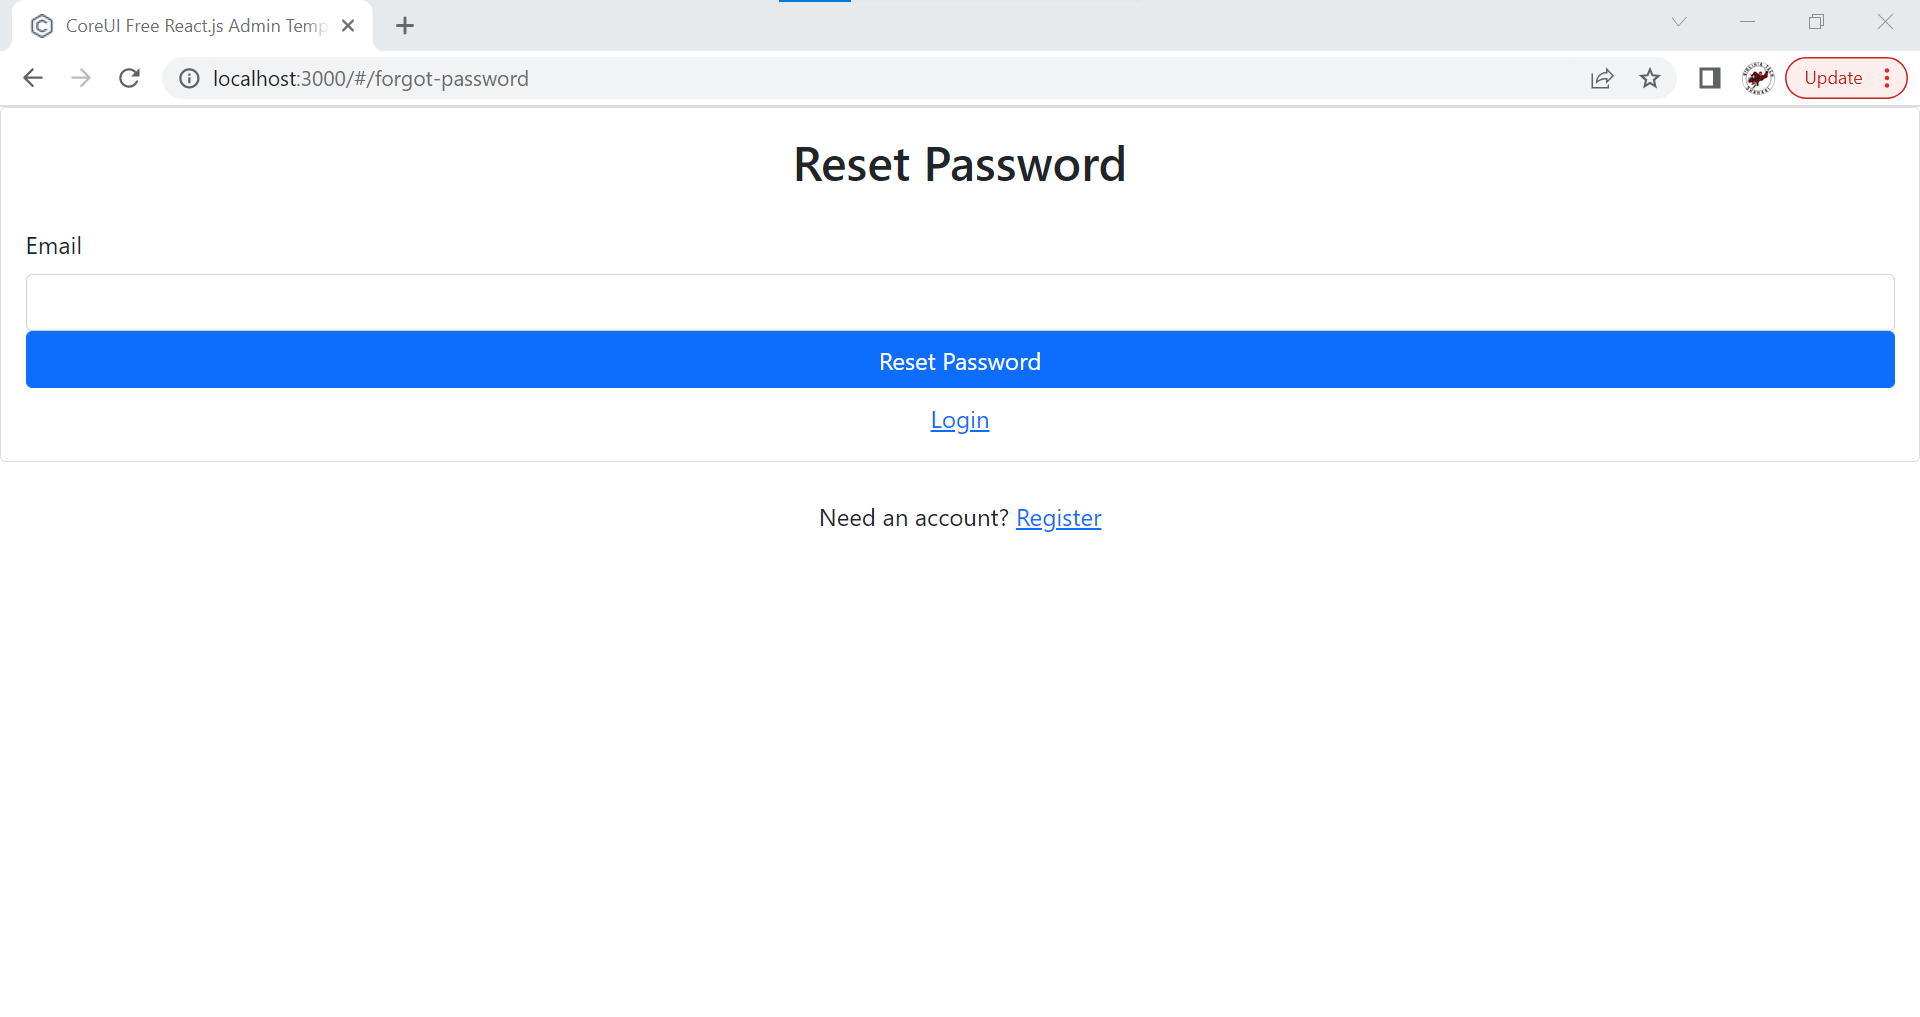 CoreUI Free React.js Admin Temp
localhost:3000/#/forgot-password
Update
Reset Password
Email
Reset Password
Login
Need an account? Register